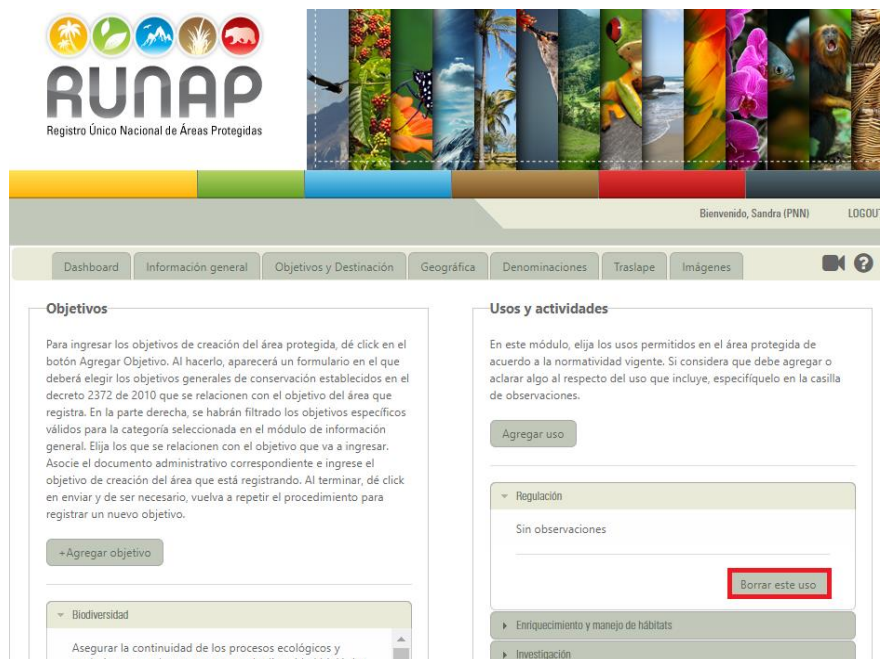 RUNAP
Registro Único Nacional de Áreas Protegidas
Bienvenido, Sandra (PNN) LOGOUT
Dashboard Información general Objetivos y Destinación Geográfica Denominaciones Traslape Imágenes
Objetivos
Para ingresar los objetivos de creación del área protegida, dé click en el
botón Agregar Objetivo. Al hacerlo, aparecerá un formulario en el que
deberá elegir los objetivos generales de conservación establecidos en el
decreto 2372 de 2010 que se relacionen con el objetivo del área que
registra. En la parte derecha, se habrán filtrado los objetivos específicos
válidos para la categoría seleccionada en el módulo de información
general. Elija los que se relacionen con el objetivo que va a ingresar.
Asocie el documento administrativo correspondiente e ingrese el
objetivo de creación del área que está registrando. Al terminar, dé click
en enviar y de ser necesario, vuelva a repetir el procedimiento para
registrar un nuevo objetivo.
+Agregar objetivo
Biodiversidad
Asegurar la continuidad de los procesos ecológicos y
Usos y actividades
En este módulo, elija los usos permitidos en el área protegida de
acuerdo a la normatividad vigente. Si considera que debe agregar o
aclarar algo al respecto del uso que incluye, especifíquelo en la casilla
de observaciones.
Agregar uso
Regulación
Sin observaciones
Borrar este uso
Enriquecimiento y manejo de hábitats
Investigación